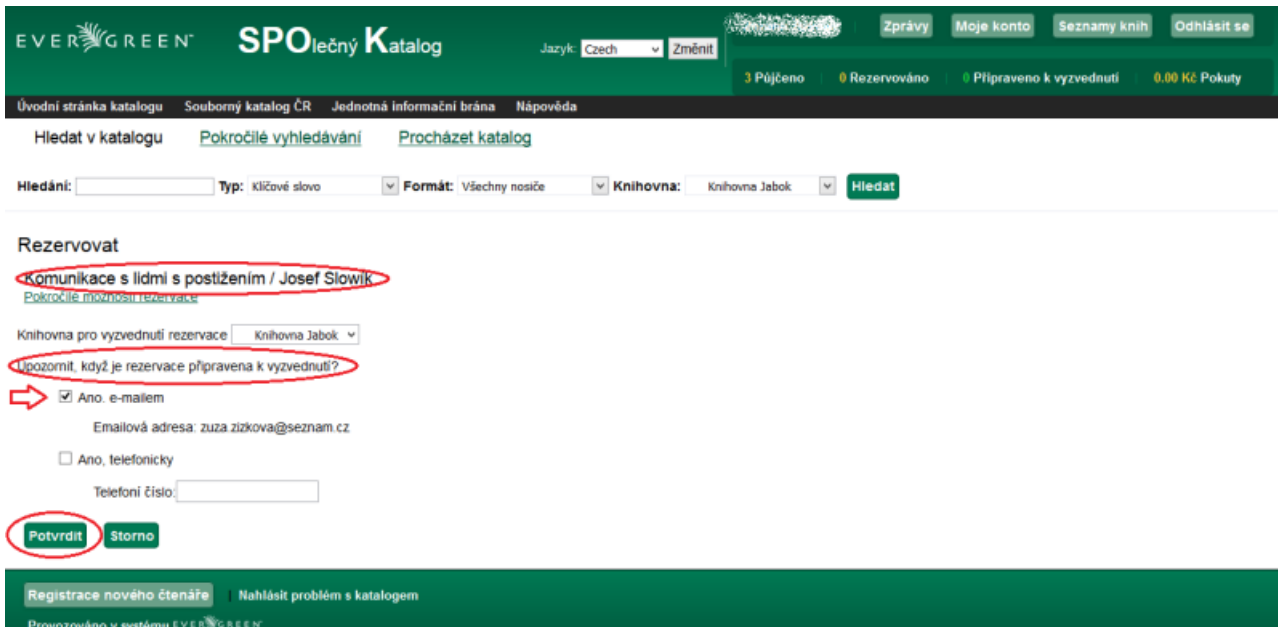 EVERGREEN SPOlečný Katalog Jazyk: Czech Změnit Zprávy Moje konto Seznamy knih Odhlásit se
3 Půjčeno 0 Rezervováno 0 Připraveno k vyzvednutí 0.00 Kč Pokuty
Úvodní stránka katalogu Souborný katalog ČR Jednotná informační brána Nápověda
Hledat v katalogu Pokročilé vyhledávání Procházet katalog
Hledání: Typ: Klíčové slovo Formát: Všechny nosiče Knihovna: Knihovna Jabok Hledat
Rezervovat
Komunikace s lidmi s postižením / Josef Slowík
Pokročilé možnosti rezervace
Knihovna pro vyzvednutí rezervace Knihovna Jabok
Upozornit, když je rezervace připravena k vyzvednutí?
Ano. e-mailem
Emailová adresa: zuza.zizkova@seznam.cz
Ano, telefonicky
Telefoní číslo:
Potvrdit Storno
Registrace nového čtenáře Nahlásit problém s katalogem
Provozováno v systému EVERGREEN